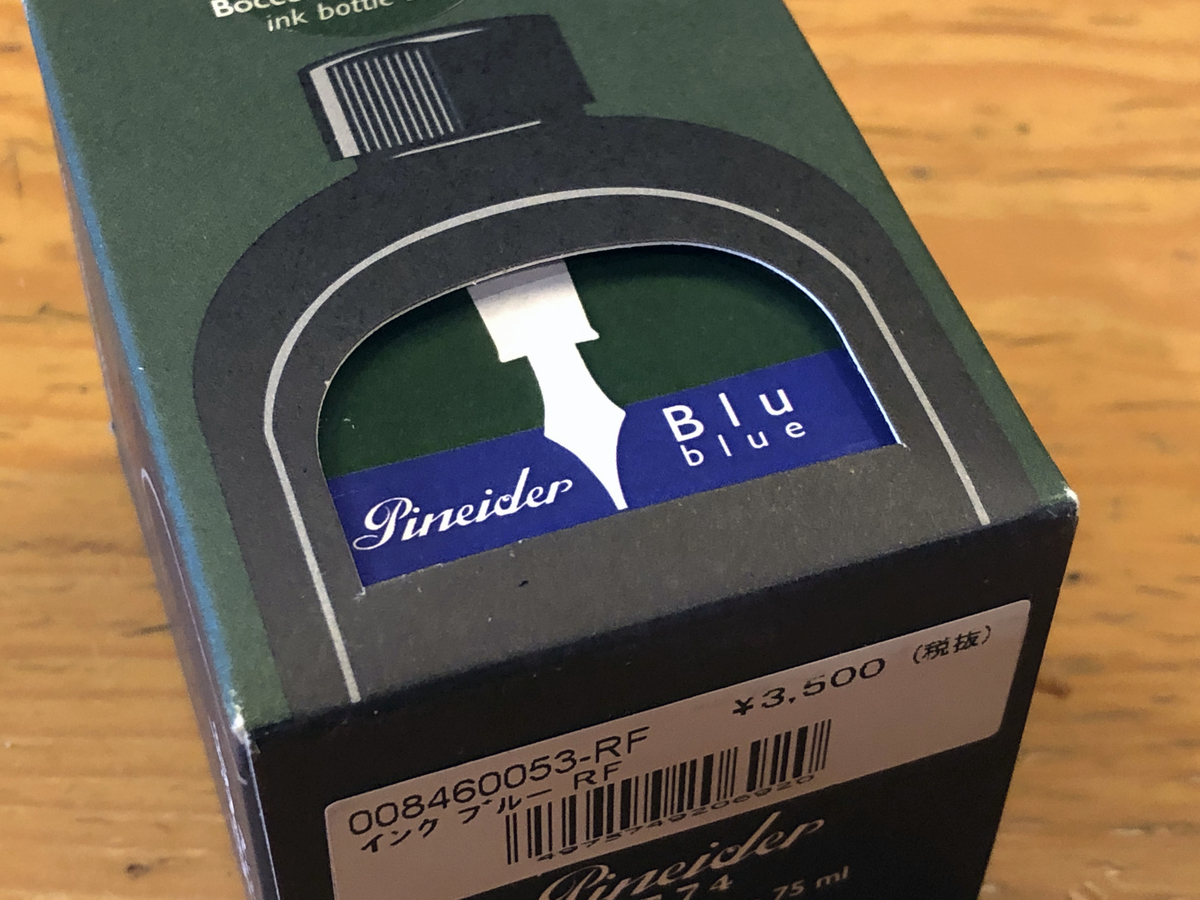 ink bottle
Pineider
Blu
blue
¥3,500 (税抜)
008460053-RF
インク ブルー RF
Pineider
75 ml